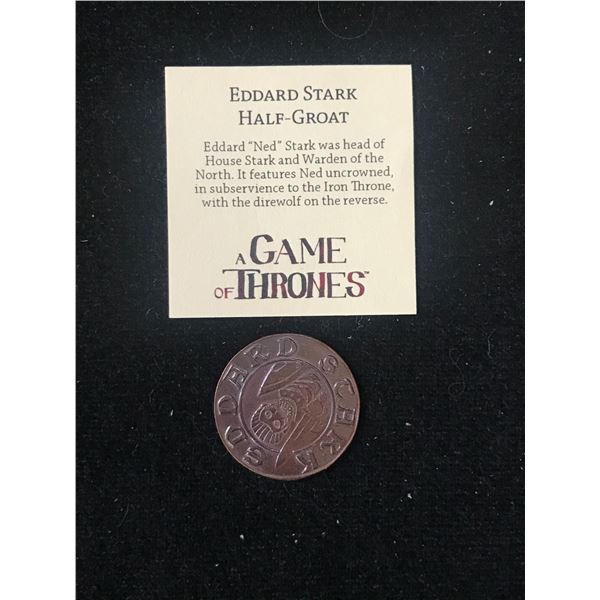 EDDARD STARK
HALF-GROAT
Eddard “Ned” Stark was head of
House Stark and Warden of the
North. It features Ned uncrowned,
in subservience to the Iron Throne,
with the direwolf on the reverse.
A GAME
OF THRONES™
EDDARD STARK